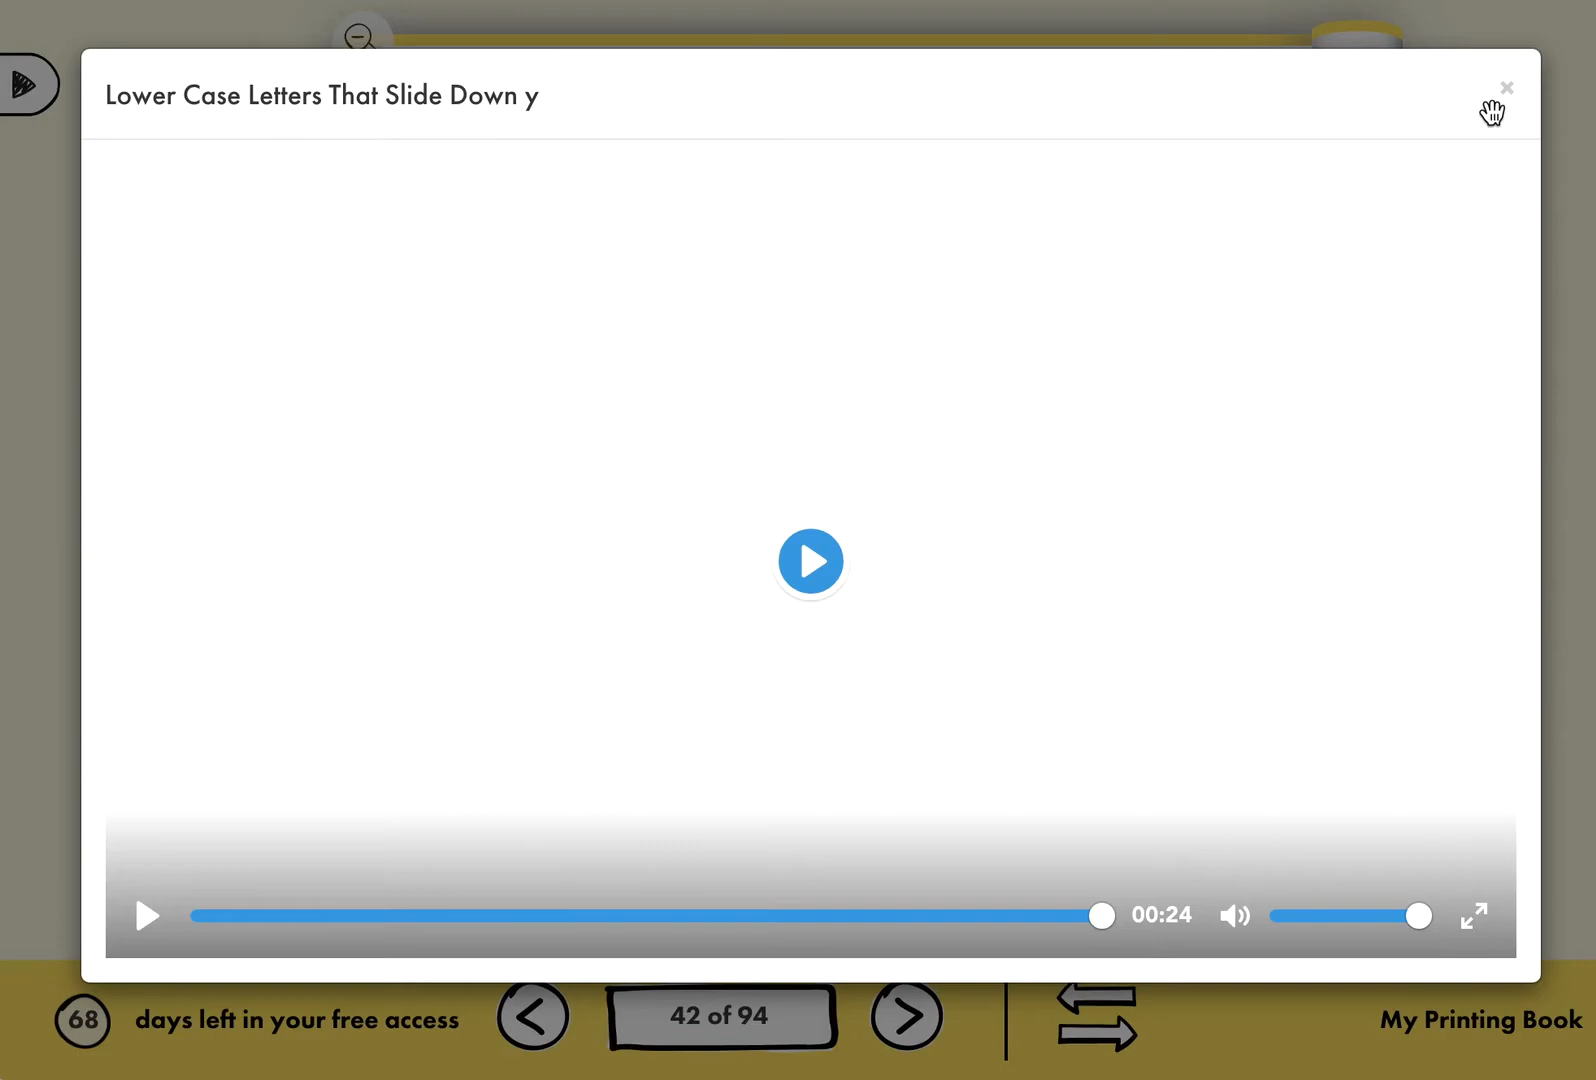 Lower Case Letters That Slide Down y
×
00:24
68 days left in your free access
42 of 94
My Printing Book